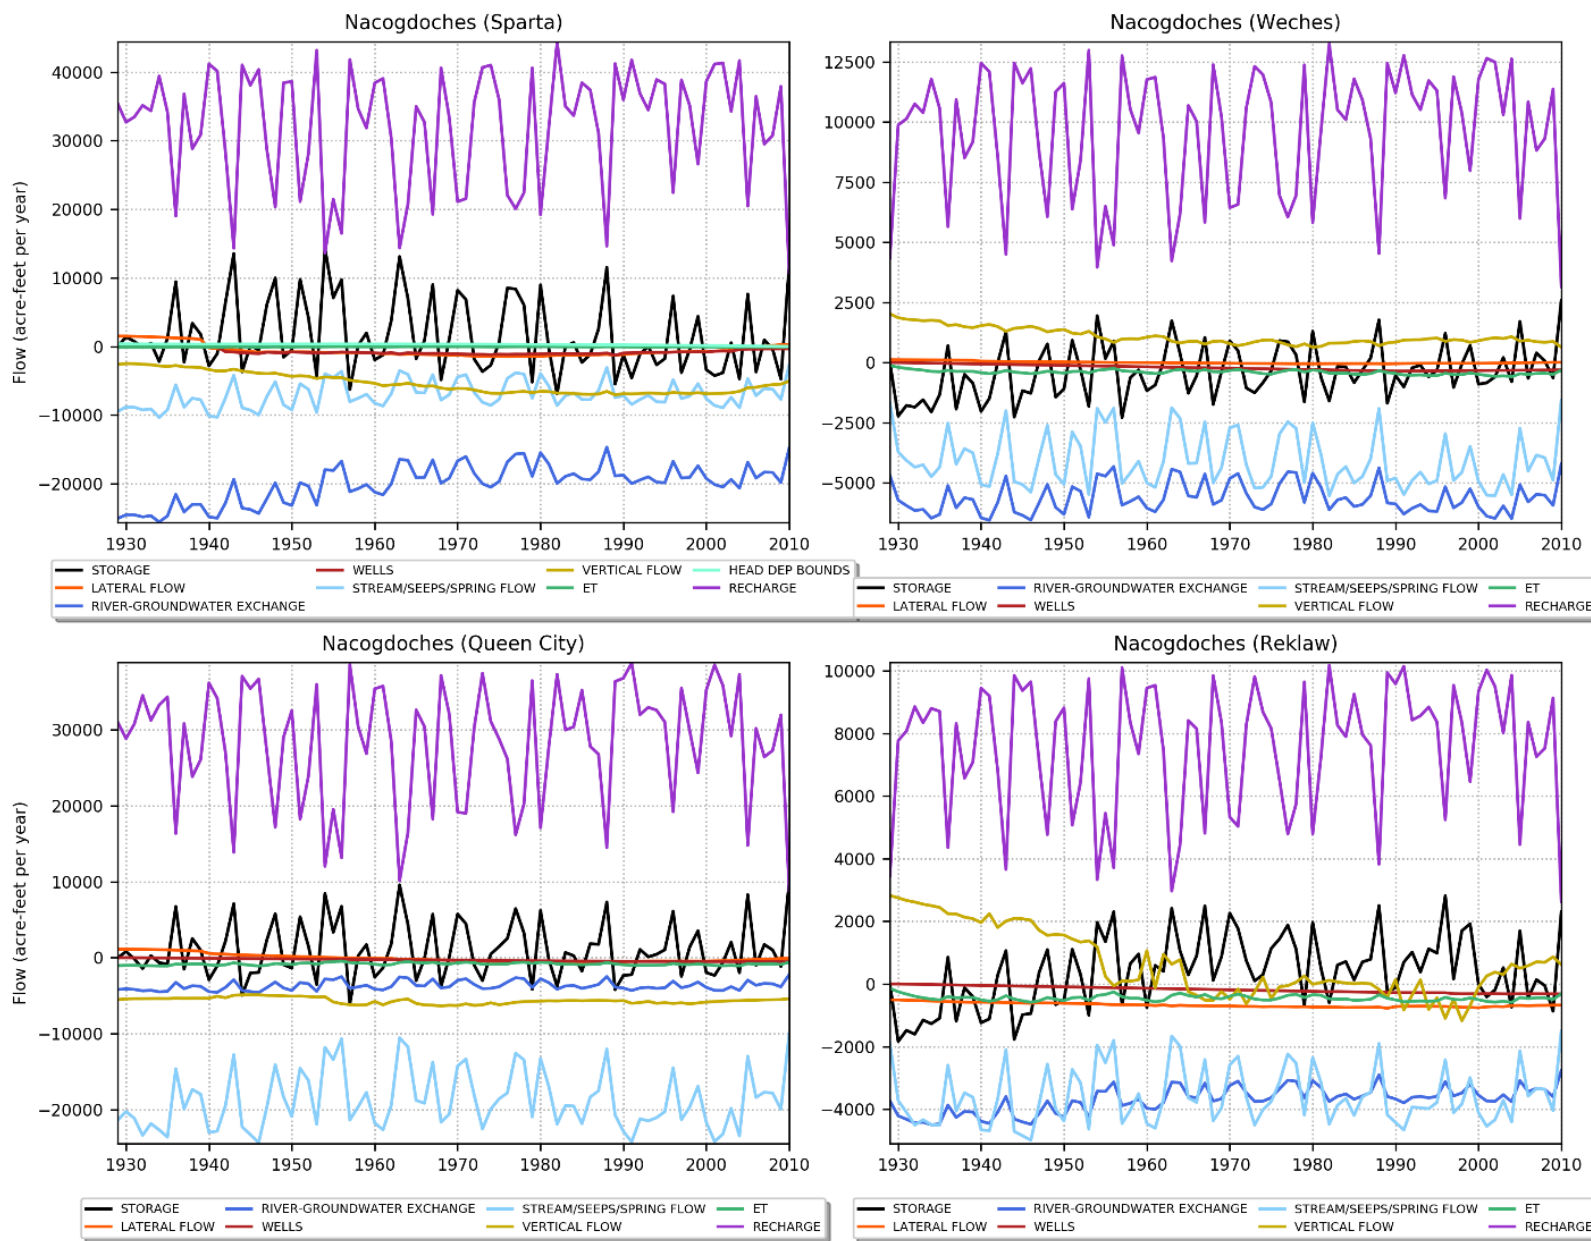 Nacogdoches (Sparta)
Nacogdoches (Weches)
Flow (acre-feet per year)
40000
30000
20000
10000
0
−10000
−20000
12500
10000
7500
5000
2500
0
−2500
−5000
1930 1940 1950 1960 1970 1980 1990 2000 2010
1930 1940 1950 1960 1970 1980 1990 2000 2010
STORAGE WELLS VERTICAL FLOW HEAD DEP BOUNDS
LATERAL FLOW STREAM/SEEPS/SPRING FLOW ET RECHARGE
RIVER-GROUNDWATER EXCHANGE
STORAGE RIVER-GROUNDWATER EXCHANGE STREAM/SEEPS/SPRING FLOW ET
LATERAL FLOW WELLS VERTICAL FLOW RECHARGE
Nacogdoches (Queen City)
Nacogdoches (Reklaw)
Flow (acre-feet per year)
30000
20000
10000
0
−10000
−20000
10000
8000
6000
4000
2000
0
−2000
−4000
1930 1940 1950 1960 1970 1980 1990 2000 2010
1930 1940 1950 1960 1970 1980 1990 2000 2010
STORAGE RIVER-GROUNDWATER EXCHANGE STREAM/SEEPS/SPRING FLOW ET
LATERAL FLOW WELLS VERTICAL FLOW RECHARGE
STORAGE RIVER-GROUNDWATER EXCHANGE STREAM/SEEPS/SPRING FLOW ET
LATERAL FLOW WELLS VERTICAL FLOW RECHARGE